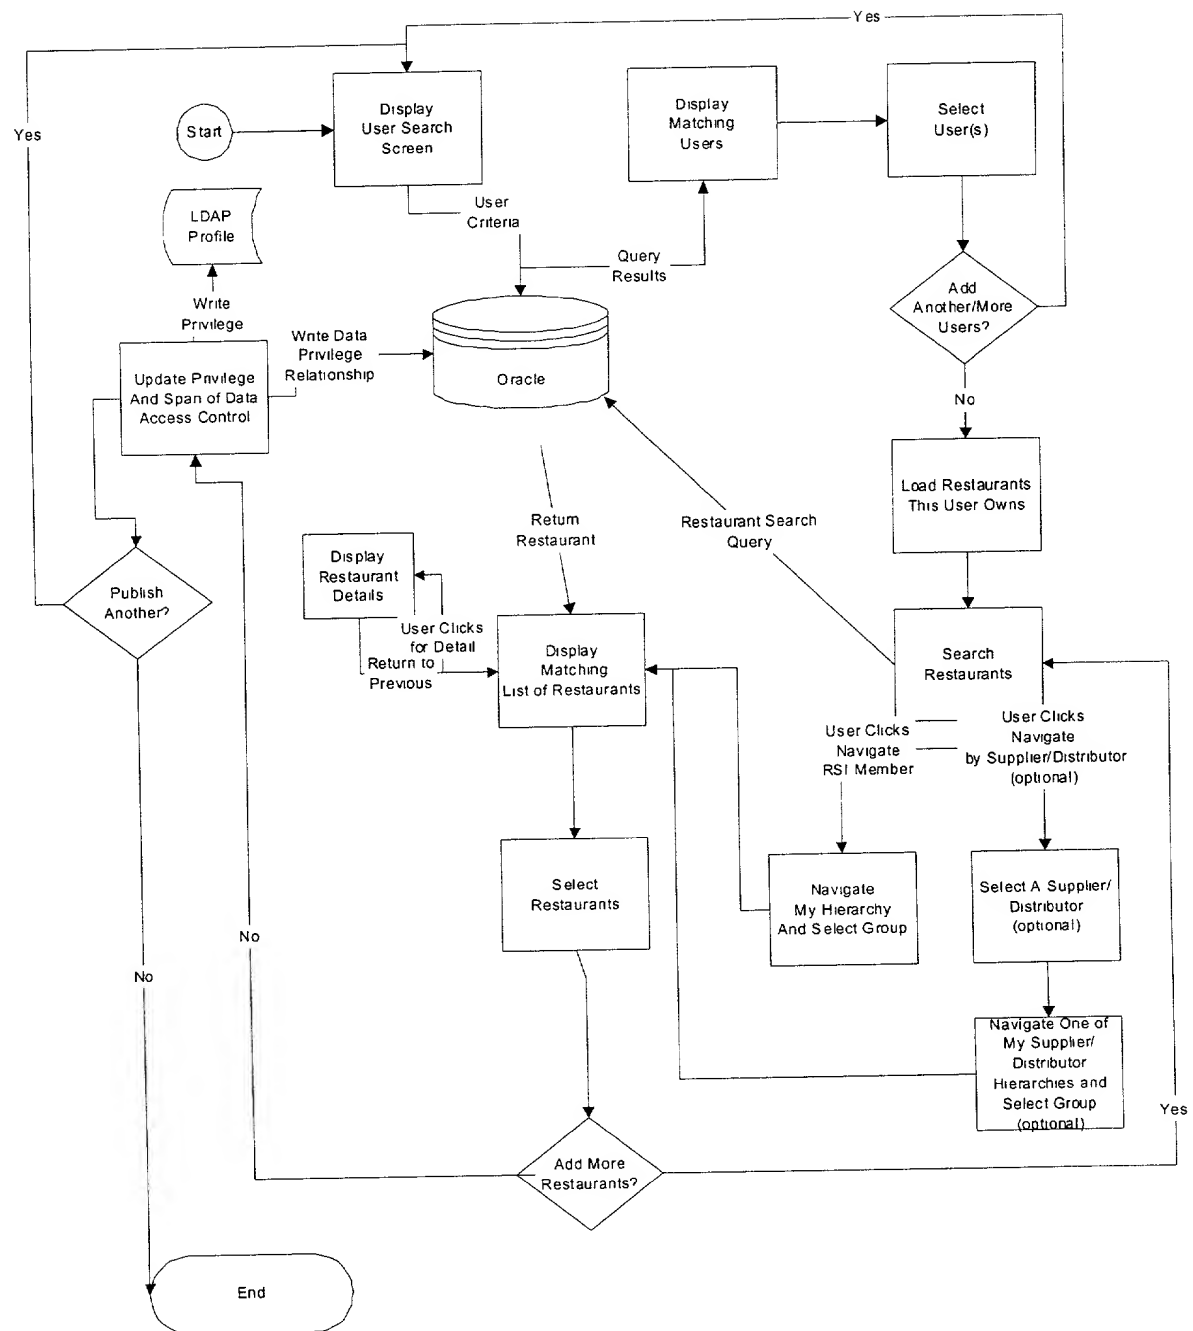 Yes
Yes
Start
Display
User Search
Screen
Display
Matching
Users
Select
User(s)
LDAP
Profile
User
Criteria
Query
Results
Add
Another/More
Users?
Write
Privilege
Write Data
Privilege
Relationship
Oracle
Update Privilege
And Span of Data
Access Control
No
Load Restaurants
This User Owns
Return
Restaurant
Restaurant Search
Query
Display
Restaurant
Details
Publish
Another?
User Clicks
for Detail
Return to
Previous
Display
Matching
List of Restaurants
Search
Restaurants
User Clicks
Navigate
RSI Member
User Clicks
Navigate
by Supplier/Distributor
(optional)
Select
Restaurants
Navigate
My Hierarchy
And Select Group
Select A Supplier/
Distributor
(optional)
No
No
Navigate One of
My Supplier/
Distributor
Hierarchies and
Select Group
(optional)
Yes
Add More
Restaurants?
End